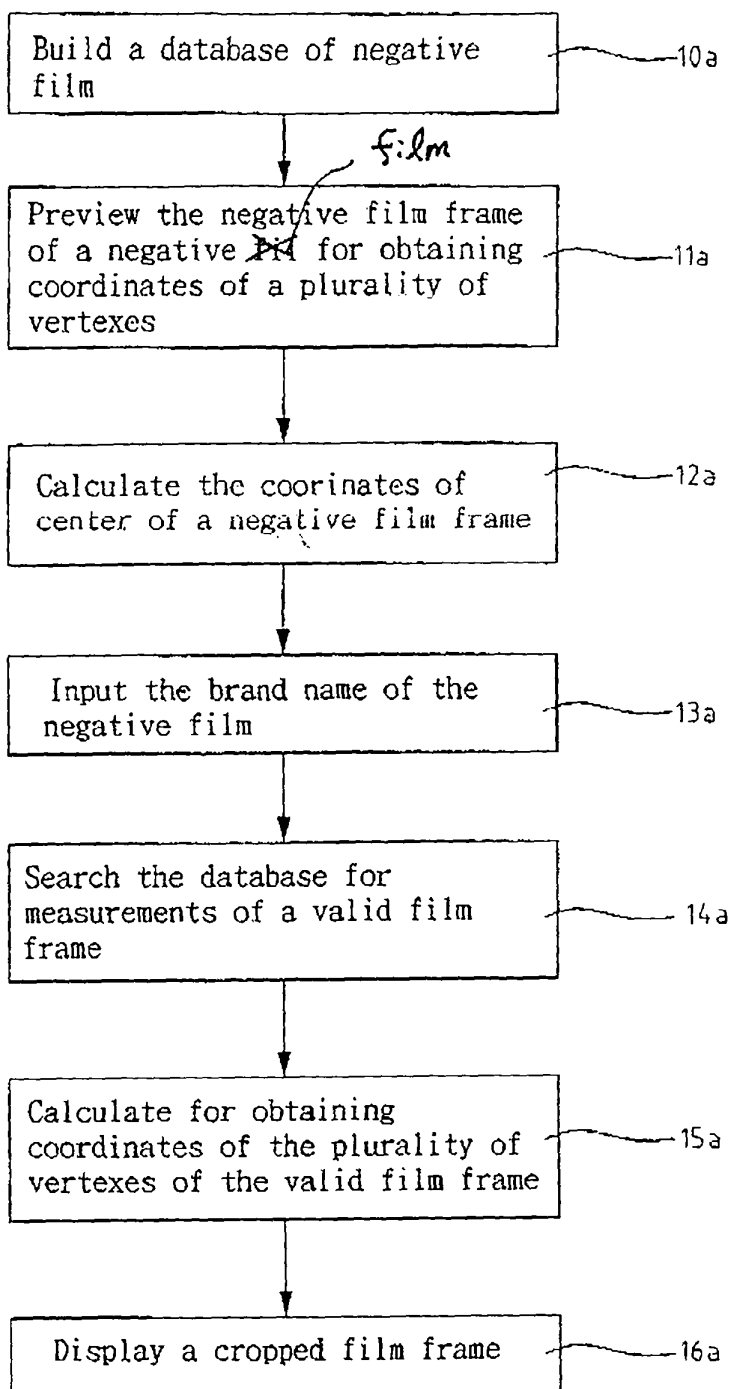 Build a database of negative
film
10a
film
Preview the negative film frame
of a negative for obtaining
coordinates of a plurality of
vertexes
11a
Calculate the coorinates of
center of a negative film frame
12a
Input the brand name of the
negative film
13a
Search the database for
measurements of a valid film
frame
14a
Calculate for obtaining
coordinates of the plurality of
vertexes of the valid film frame
15a
Display a cropped film frame
16a